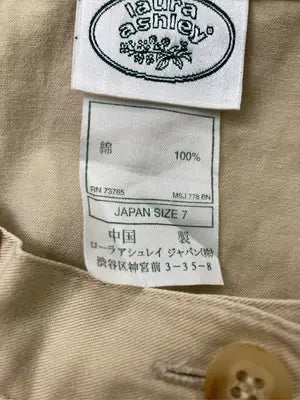 laura
ashley®
綿 100%
RN 73765 MSJ 778 BN
JAPAN SIZE 7
中国 製
ローラアシュレイ ジャパン(株)
渋谷区神宮前 3-35-8